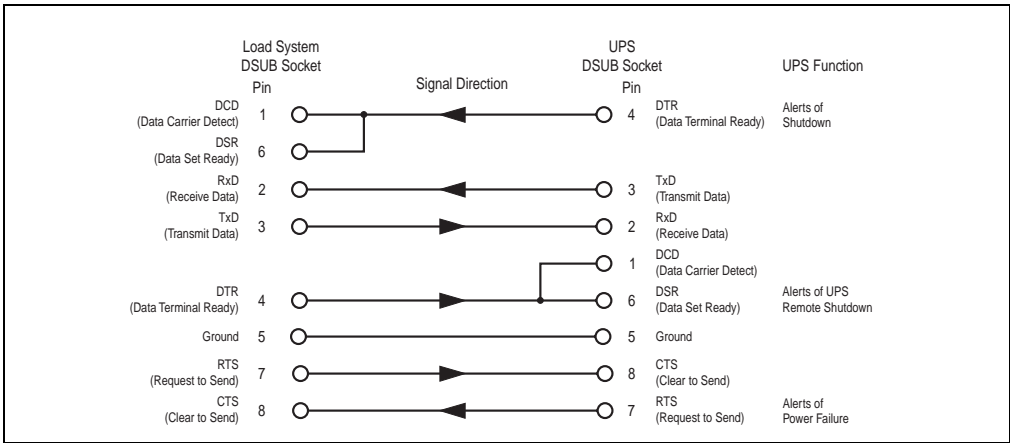 Load System
DSUB Socket
UPS
DSUB Socket
UPS Function
Pin
Signal Direction
Pin
DCD
(Data Carrier Detect)
1
4
DTR
(Data Terminal Ready)
Alerts of
Shutdown
DSR
(Data Set Ready)
6
RxD
(Receive Data)
2
3
TxD
(Transmit Data)
TxD
(Transmit Data)
3
2
RxD
(Receive Data)
1
DCD
(Data Carrier Detect)
DTR
(Data Terminal Ready)
4
6
DSR
(Data Set Ready)
Alerts of UPS
Remote Shutdown
Ground
5
5
Ground
RTS
(Request to Send)
7
8
CTS
(Clear to Send)
CTS
(Clear to Send)
8
7
RTS
(Request to Send)
Alerts of
Power Failure